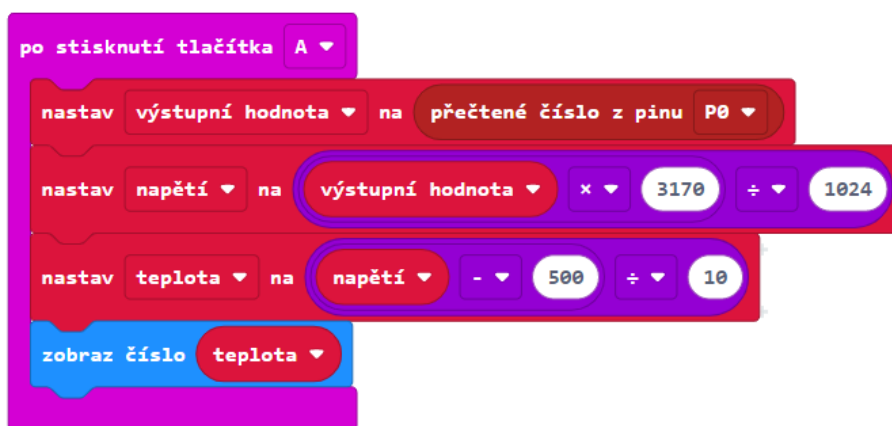 po stisknutí tlačítka A
nastav výstupní hodnota na přečtené číslo z pinu P0
nastav napětí na výstupní hodnota × 3170 ÷ 1024
nastav teplota na napětí - 500 ÷ 10
zobraz číslo teplota